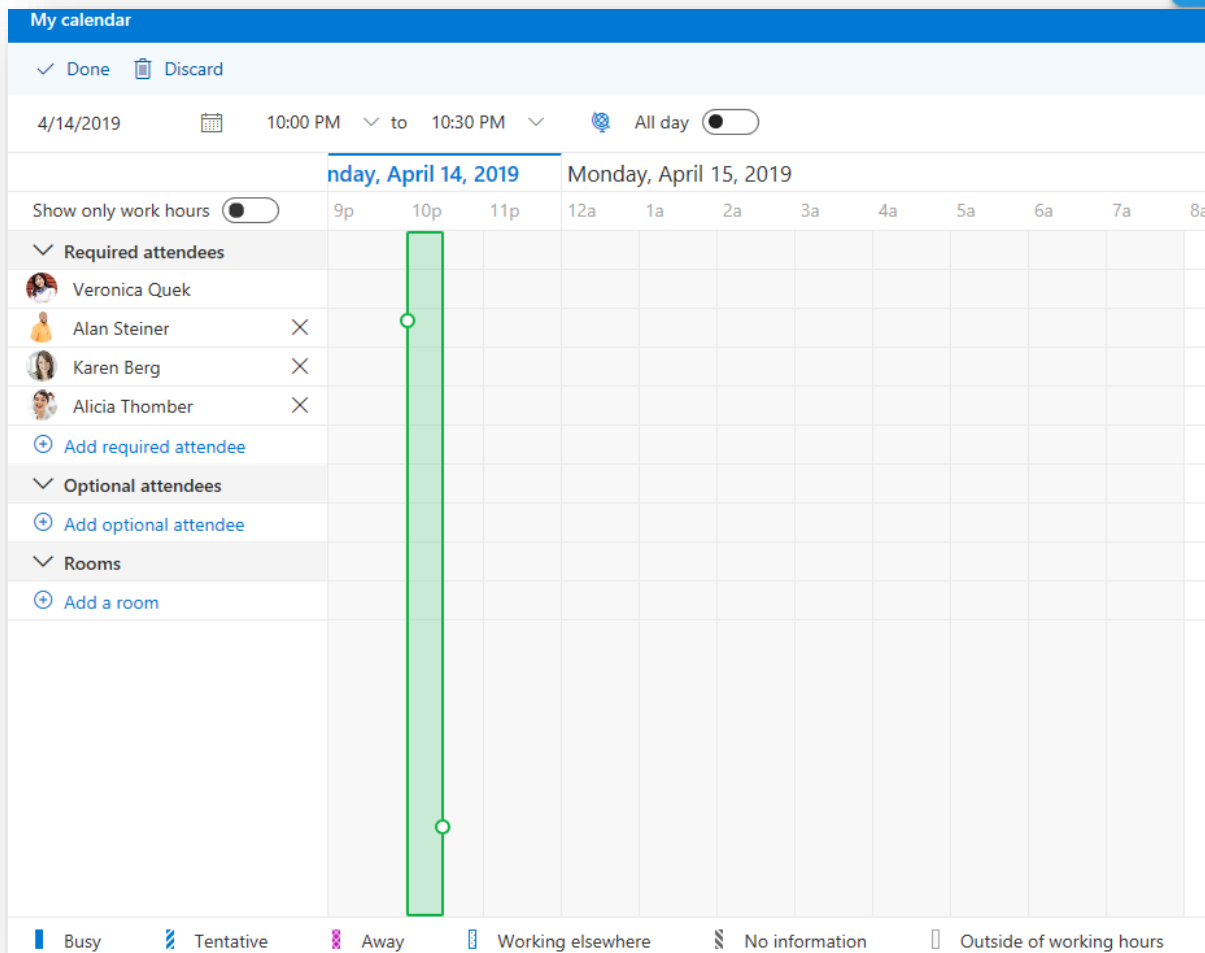 My calendar
Done Discard
4/14/2019 10:00 PM to 10:30 PM All day
nday, April 14, 2019 Monday, April 15, 2019
Show only work hours 9p 10p 11p 12a 1a 2a 3a 4a 5a 6a 7a 8a
Required attendees
Veronica Quek
Alan Steiner
Karen Berg
Alicia Thomber
Add required attendee
Optional attendees
Add optional attendee
Rooms
Add a room
Busy Tentative Away Working elsewhere No information Outside of working hours